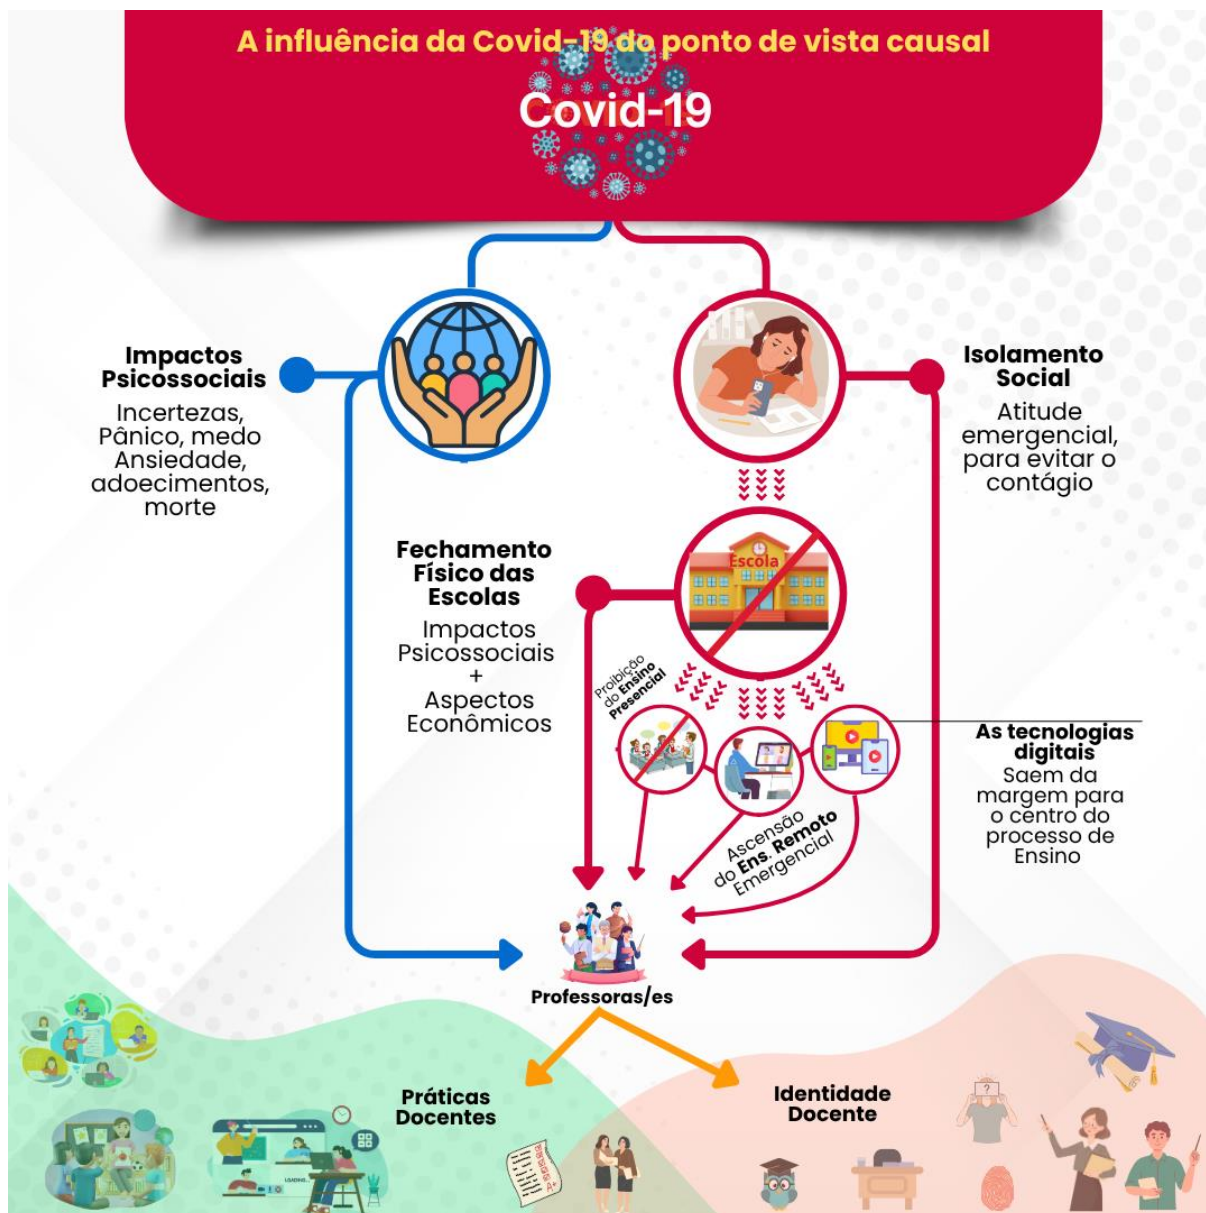 A influência da Covid-19 do ponto de vista causal
Covid-19
Impactos
Psicossociais
Incertezas,
Pânico, medo
Ansiedade,
adoecimentos,
morte
Isolamento
Social
Atitude
emergencial,
para evitar o
contágio
Fechamento
Físico das
Escolas
Impactos
Psicossociais
+
Aspectos
Econômicos
Escola
Proibição
do Ensino
Presencial
As tecnologias
digitais
Saem da
margem para
o centro do
processo de
Ensino
Ascensão
do Ens. Remoto
Emergencial
Professoras/es
Práticas
Docentes
Identidade
Docente
?
LOADING...
A+